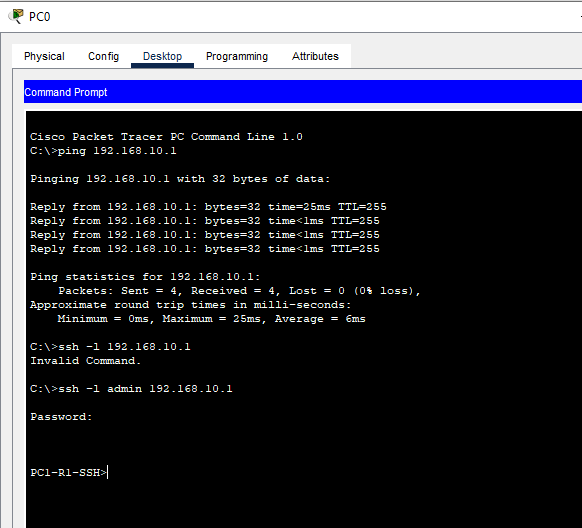 PC0
Physical Config Desktop Programming Attributes
Command Prompt
Cisco Packet Tracer PC Command Line 1.0
C:\>ping 192.168.10.1
Pinging 192.168.10.1 with 32 bytes of data:
Reply from 192.168.10.1: bytes=32 time=25ms TTL=255
Reply from 192.168.10.1: bytes=32 time<1ms TTL=255
Reply from 192.168.10.1: bytes=32 time<1ms TTL=255
Reply from 192.168.10.1: bytes=32 time<1ms TTL=255
Ping statistics for 192.168.10.1:
Packets: Sent = 4, Received = 4, Lost = 0 (0% loss),
Approximate round trip times in milli-seconds:
Minimum = 0ms, Maximum = 25ms, Average = 6ms
C:\>ssh -l 192.168.10.1
Invalid Command.
C:\>ssh -l admin 192.168.10.1
Password:
PC1-R1-SSH>